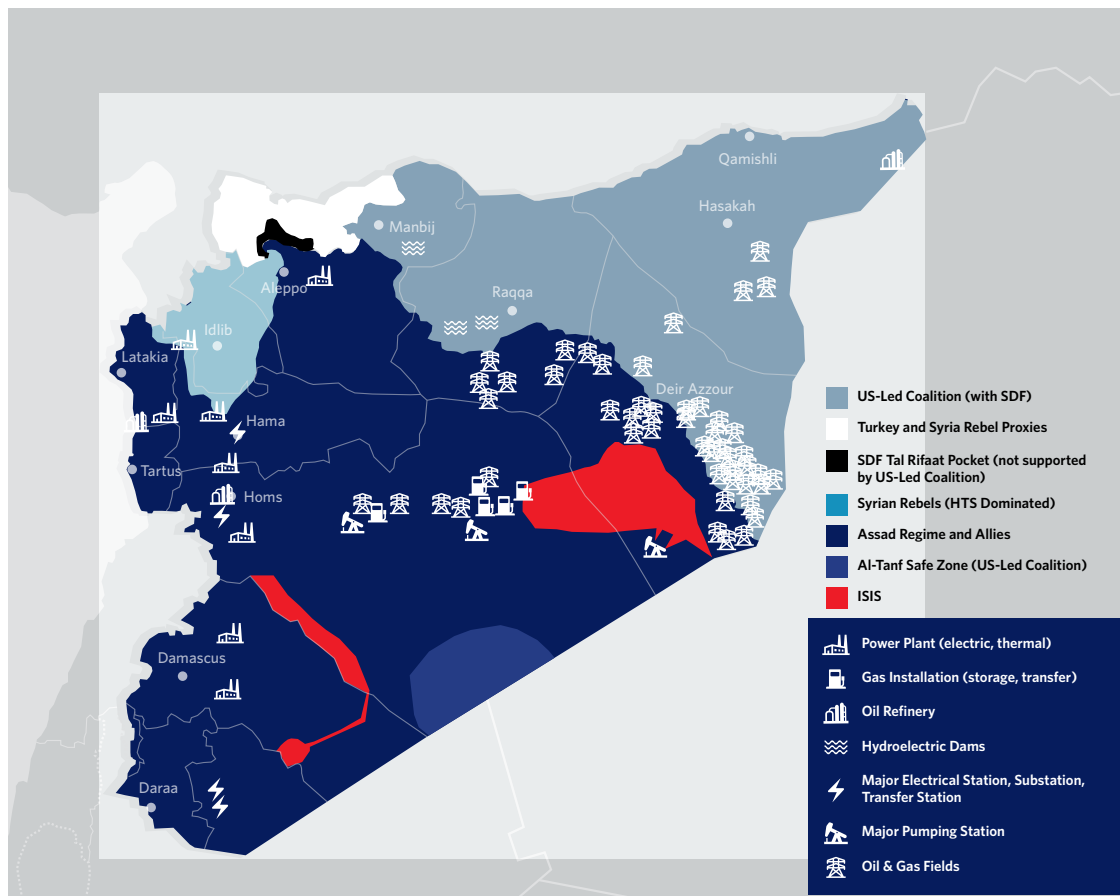 Qamishli
Hasakah
Manbij
Raqqa
Aleppo
Idlib
Latakia
Deir Azzour
Hama
Tartus
Homs
Damascus
Daraa
US-Led Coalition (with SDF)
Turkey and Syria Rebel Proxies
SDF Tal Rifaat Pocket (not supported
by US-Led Coalition)
Syrian Rebels (HTS Dominated)
Assad Regime and Allies
Al-Tanf Safe Zone (US-Led Coalition)
ISIS
Power Plant (electric, thermal)
Gas Installation (storage, transfer)
Oil Refinery
Hydroelectric Dams
Major Electrical Station, Substation,
Transfer Station
Major Pumping Station
Oil & Gas Fields